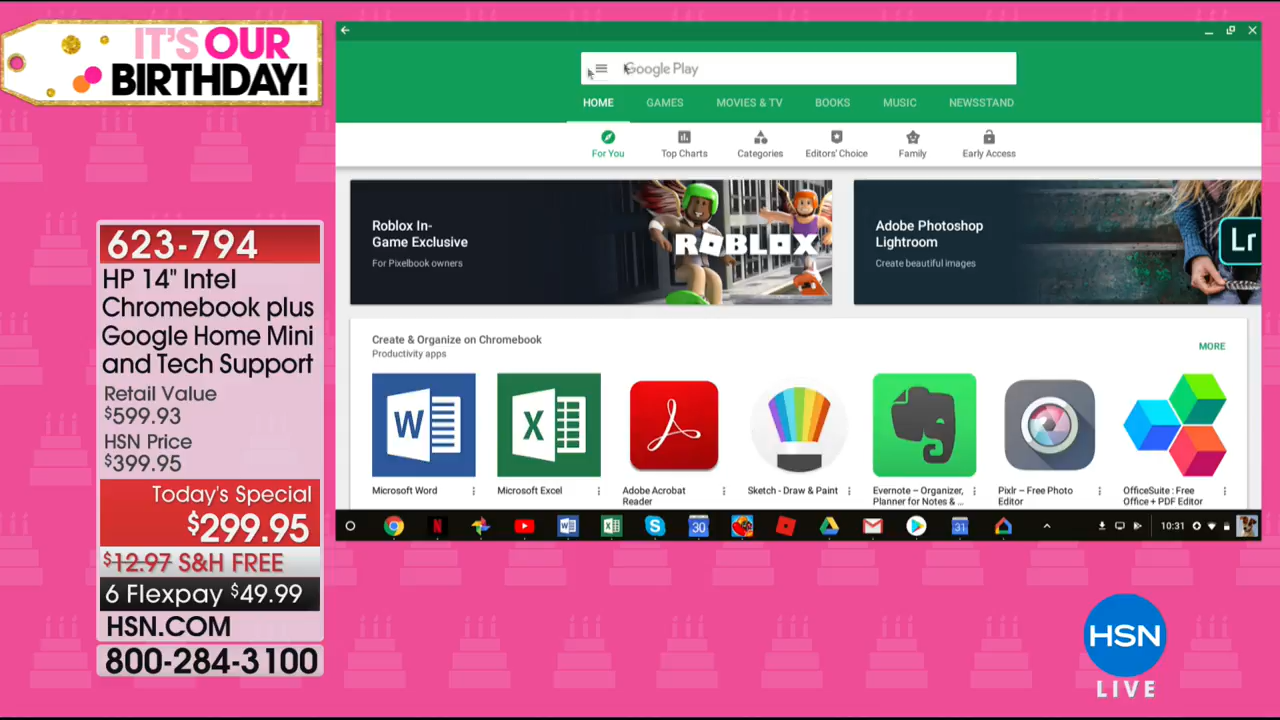 IT'S OUR
BIRTHDAY!
623-794
HP 14" Intel
Chromebook plus
Google Home Mini
and Tech Support
Retail Value
$599.93
HSN Price
$399.95
Today's Special
$299.95
$12.97 S&H FREE
6 Flexpay $49.99
HSN.COM
800-284-3100
Google Play
HOME GAMES MOVIES & TV BOOKS MUSIC NEWSSTAND
For You Top Charts Categories Editors' Choice Family Early Access
Roblox In-
Game Exclusive
For Pixelbook owners
ROBLOX
Adobe Photoshop
Lightroom
Create beautiful images
Lr
Create & Organize on Chromebook
Productivity apps
MORE
W
X
Microsoft Word
Microsoft Excel
Adobe Acrobat
Reader
Sketch - Draw & Paint
Evernote – Organizer,
Planner for Notes & ...
Pixlr – Free Photo
Editor
OfficeSuite : Free
Office + PDF Editor
30
31
10:31
HSN
LIVE